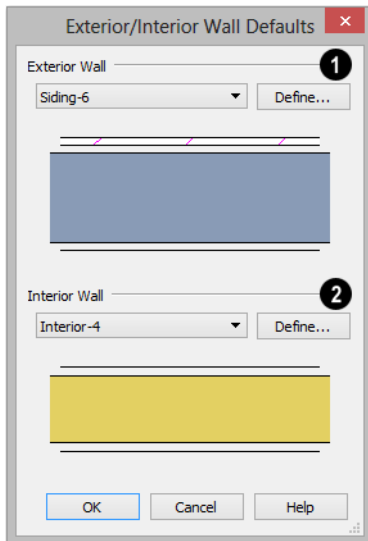 Exterior/Interior Wall Defaults ×
Exterior Wall 1
Siding-6 Define...
Interior Wall 2
Interior-4 Define...
OK Cancel Help